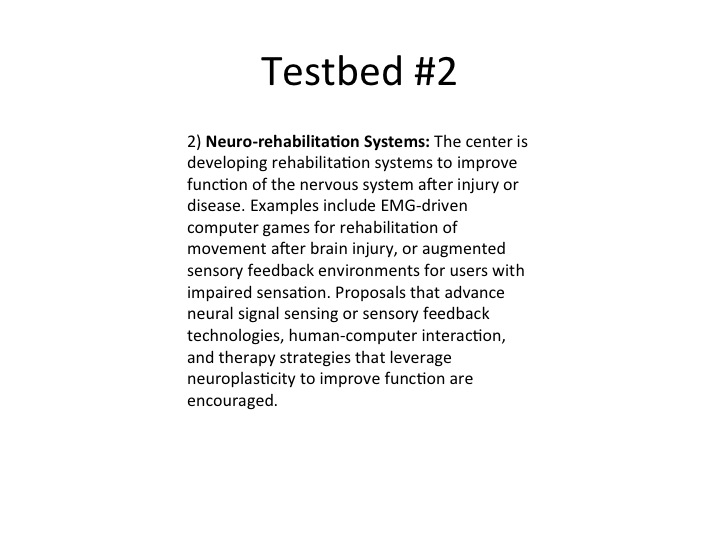 Testbed #2
2) Neuro-rehabilitation Systems: The center is
developing rehabilitation systems to improve
function of the nervous system after injury or
disease. Examples include EMG-driven
computer games for rehabilitation of
movement after brain injury, or augmented
sensory feedback environments for users with
impaired sensation. Proposals that advance
neural signal sensing or sensory feedback
technologies, human-computer interaction,
and therapy strategies that leverage
neuroplasticity to improve function are
encouraged.